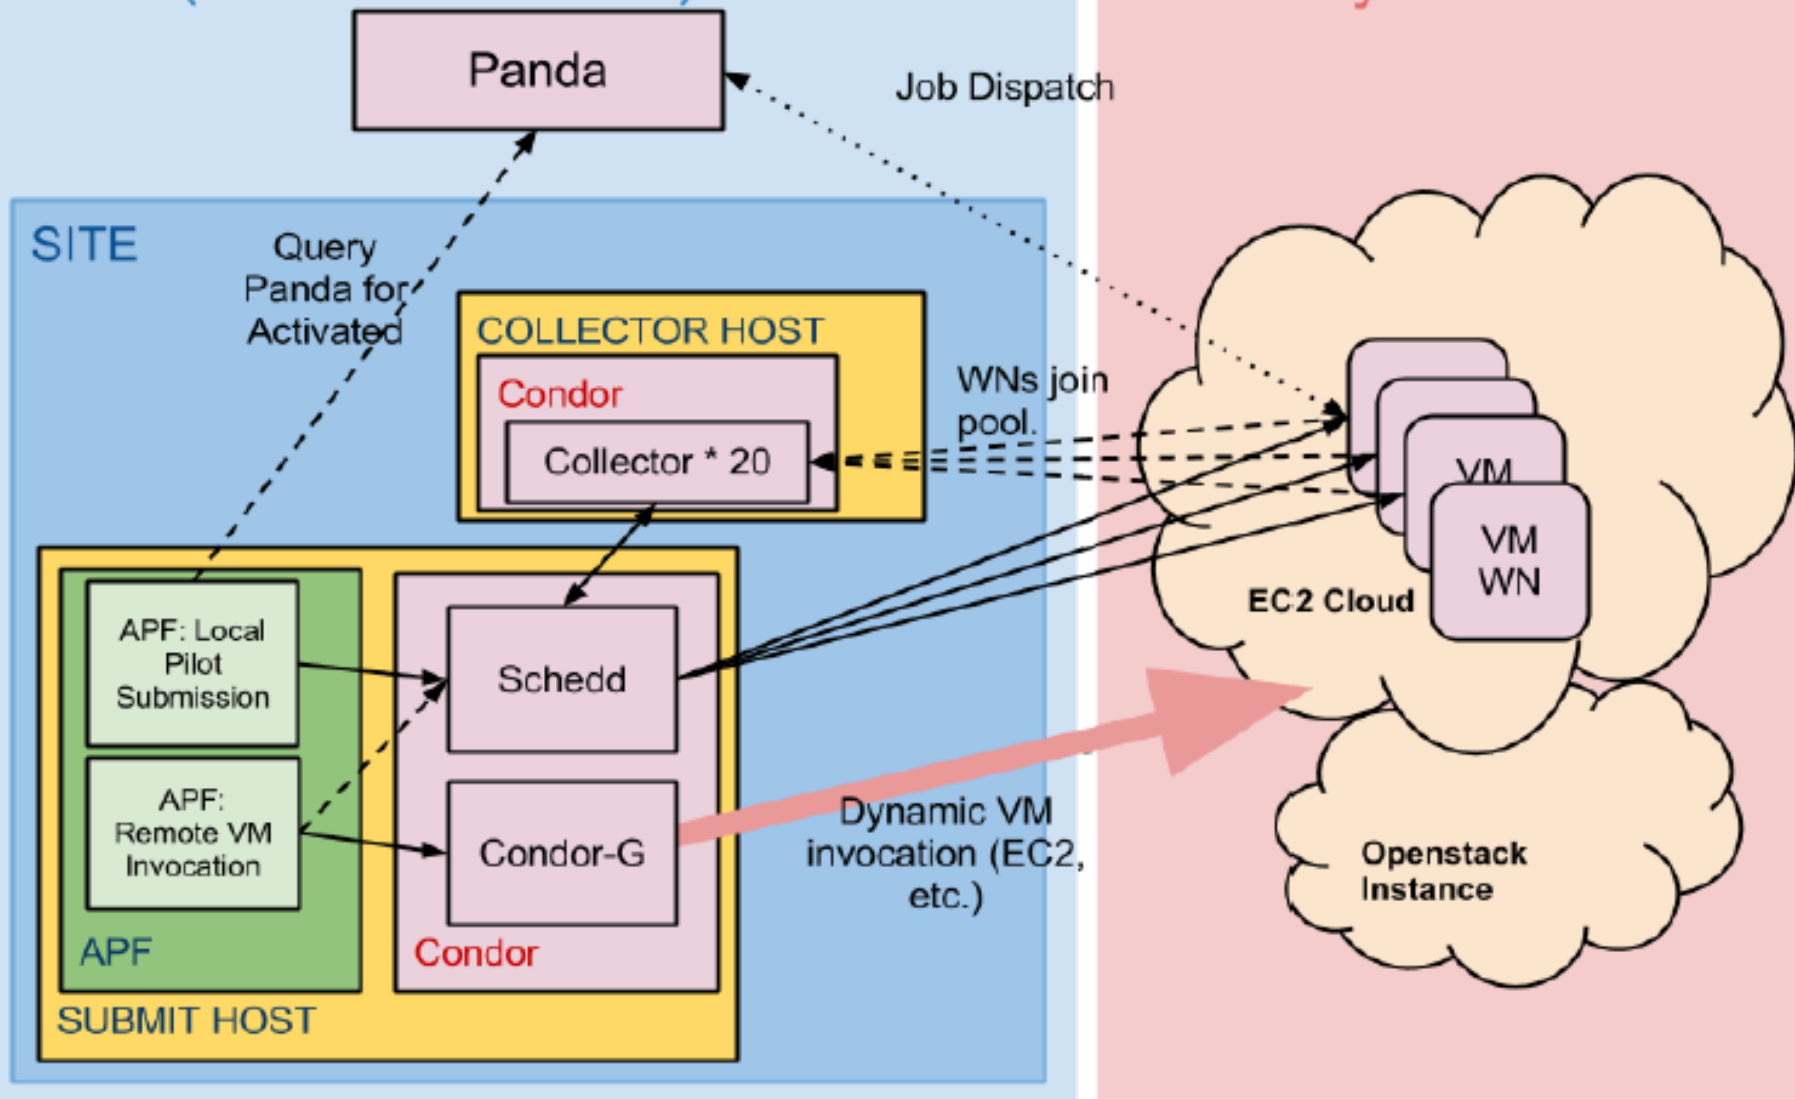 Panda
Job Dispatch
SITE
Query
Panda for
Activated
COLLECTOR HOST
Condor
Collector * 20
WNs join
pool.
VM
VM
WN
EC2 Cloud
APF: Local
Pilot
Submission
Schedd
APF:
Remote VM
Invocation
Condor-G
Dynamic VM
invocation (EC2,
etc.)
Openstack
Instance
APF
Condor
SUBMIT HOST